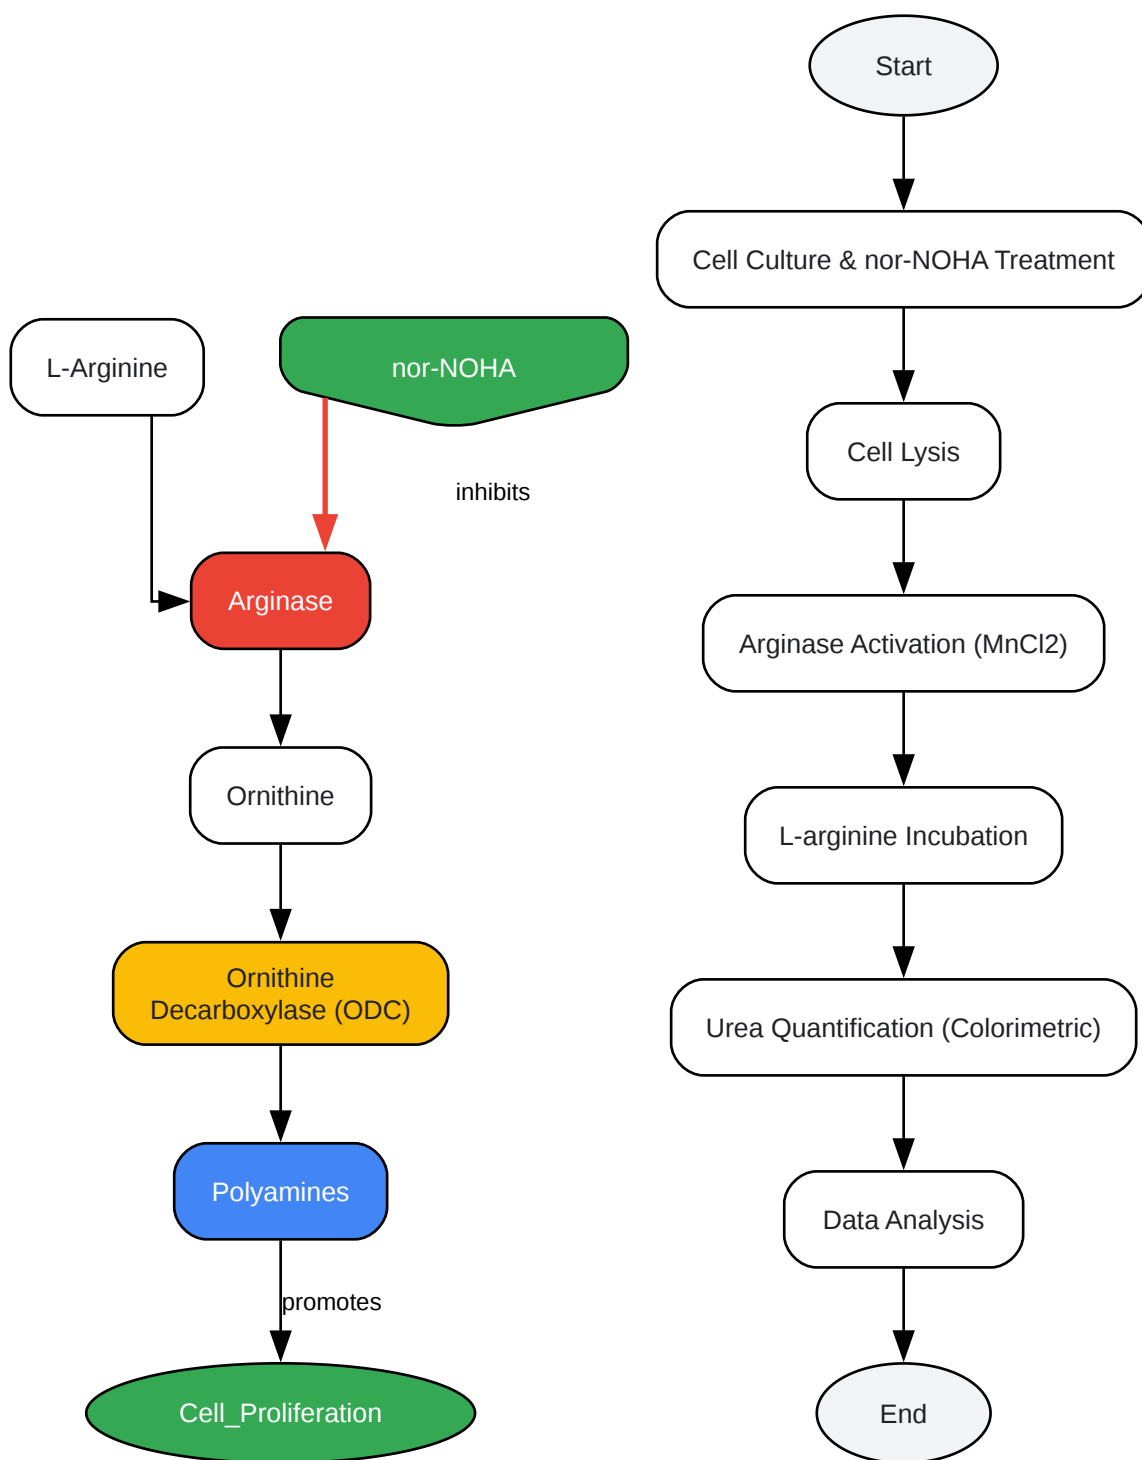 L-Arginine
nor-NOHA
inhibits
Arginase
Ornithine
Ornithine
Decarboxylase (ODC)
Polyamines
promotes
Cell_Proliferation
Start
Cell Culture & nor-NOHA Treatment
Cell Lysis
Arginase Activation (MnCl2)
L-arginine Incubation
Urea Quantification (Colorimetric)
Data Analysis
End